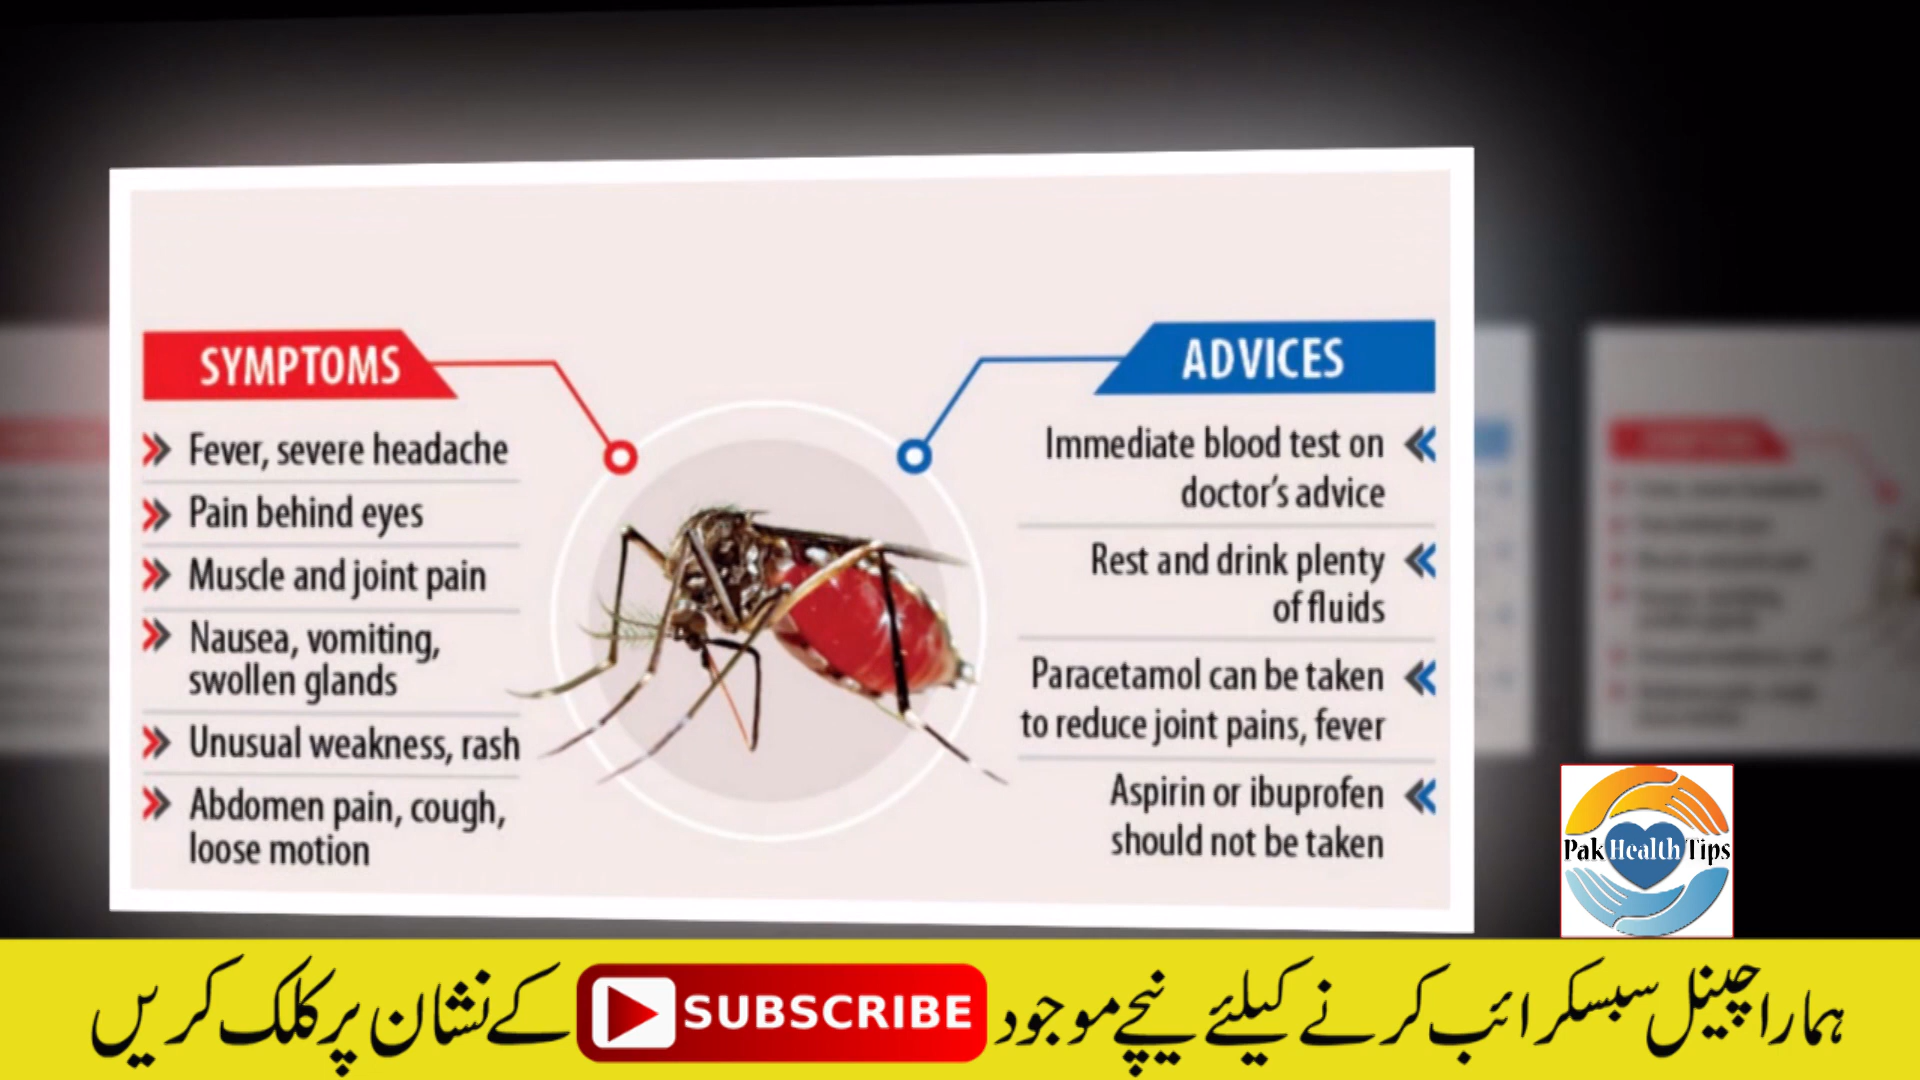 SYMPTOMS
Fever, severe headache
Pain behind eyes
Muscle and joint pain
Nausea, vomiting,
swollen glands
Unusual weakness, rash
Abdomen pain, cough,
loose motion
ADVICES
Immediate blood test on
doctor's advice
Rest and drink plenty
of fluids
Paracetamol can be taken
to reduce joint pains, fever
Aspirin or ibuprofen
should not be taken
Pak Health Tips
ہمارا چینل سبسکرائب کرنے کیلئے نیچے موجود SUBSCRIBE کے نشان پر کلک کریں